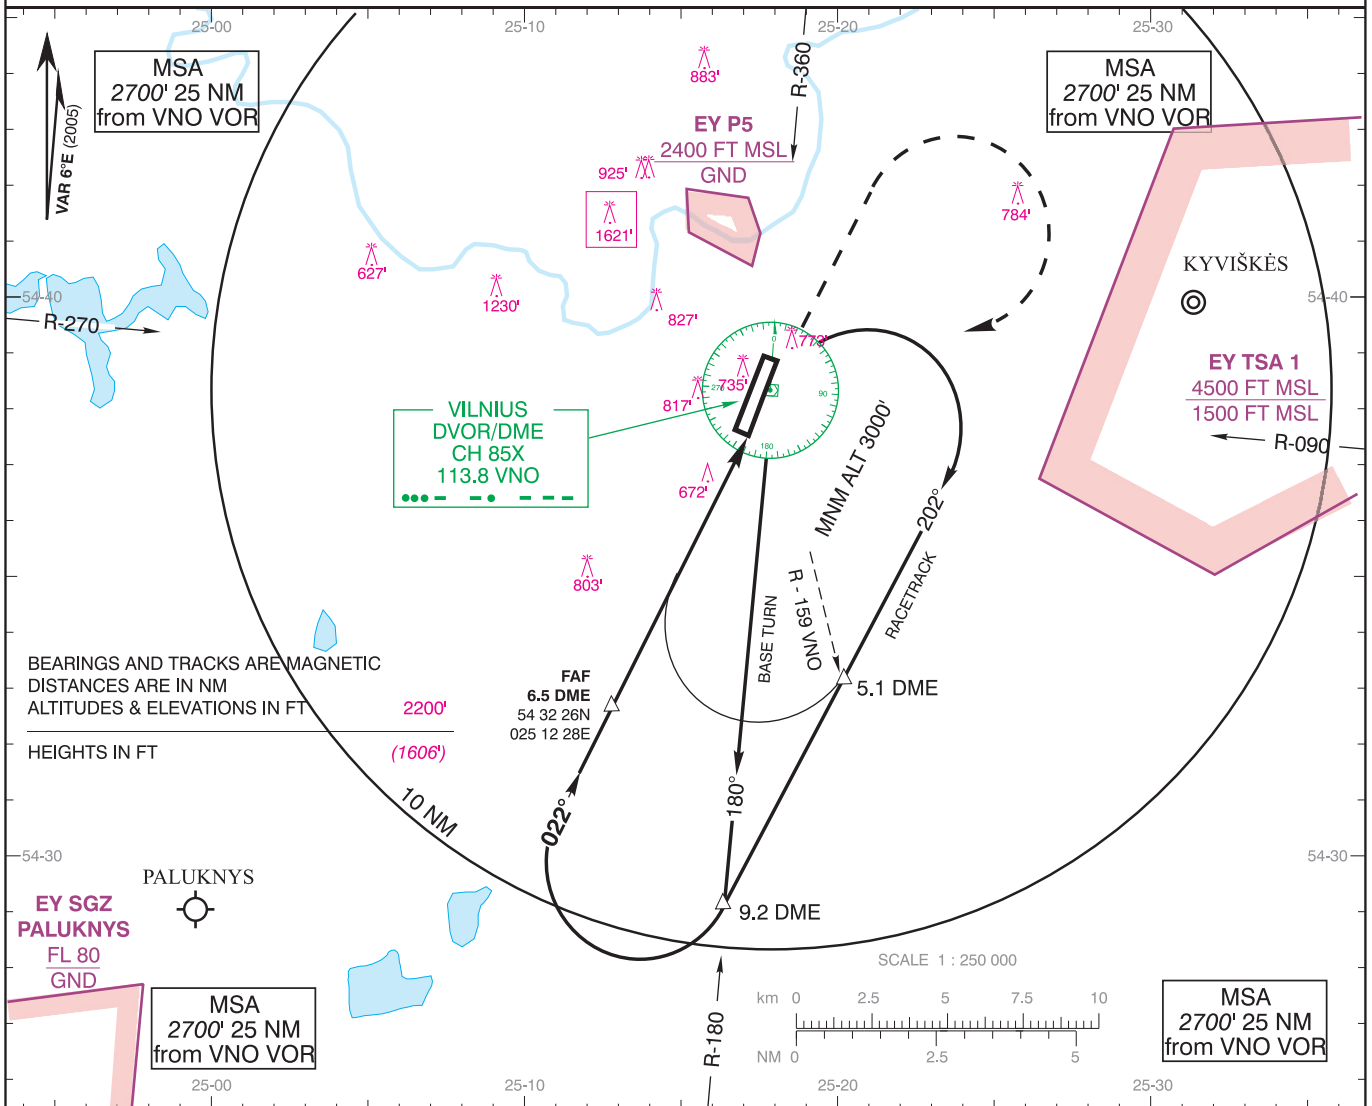 25-00
25-10
25-20
25-30
MSA
2700' 25 NM
from VNO VOR
VAR 6°E (2005)
883'
R-360
MSA
2700' 25 NM
from VNO VOR
EY P5
2400 FT MSL
GND
925'
1621'
784'
627'
1230'
827'
KYVIŠKĖS
54-40
54-40
R-270
773'
735'
817'
0
90
180
270
EY TSA 1
4500 FT MSL
1500 FT MSL
R-090
VILNIUS
DVOR/DME
CH 85X
113.8 VNO
672'
MNM ALT 3000'
202°
RACETRACK
R - 159 VNO
BASE TURN
803'
BEARINGS AND TRACKS ARE MAGNETIC
DISTANCES ARE IN NM
ALTITUDES & ELEVATIONS IN FT
2200'
HEIGHTS IN FT
(1606')
FAF
6.5 DME
54 32 26N
025 12 28E
5.1 DME
180°
022°
10 NM
54-30
54-30
PALUKNYS
9.2 DME
EY SGZ
PALUKNYS
FL 80
GND
SCALE 1 : 250 000
km 0 2.5 5 7.5 10
NM 0 2.5 5
R-180
MSA
2700' 25 NM
from VNO VOR
MSA
2700' 25 NM
from VNO VOR
25-00
25-10
25-20
25-30